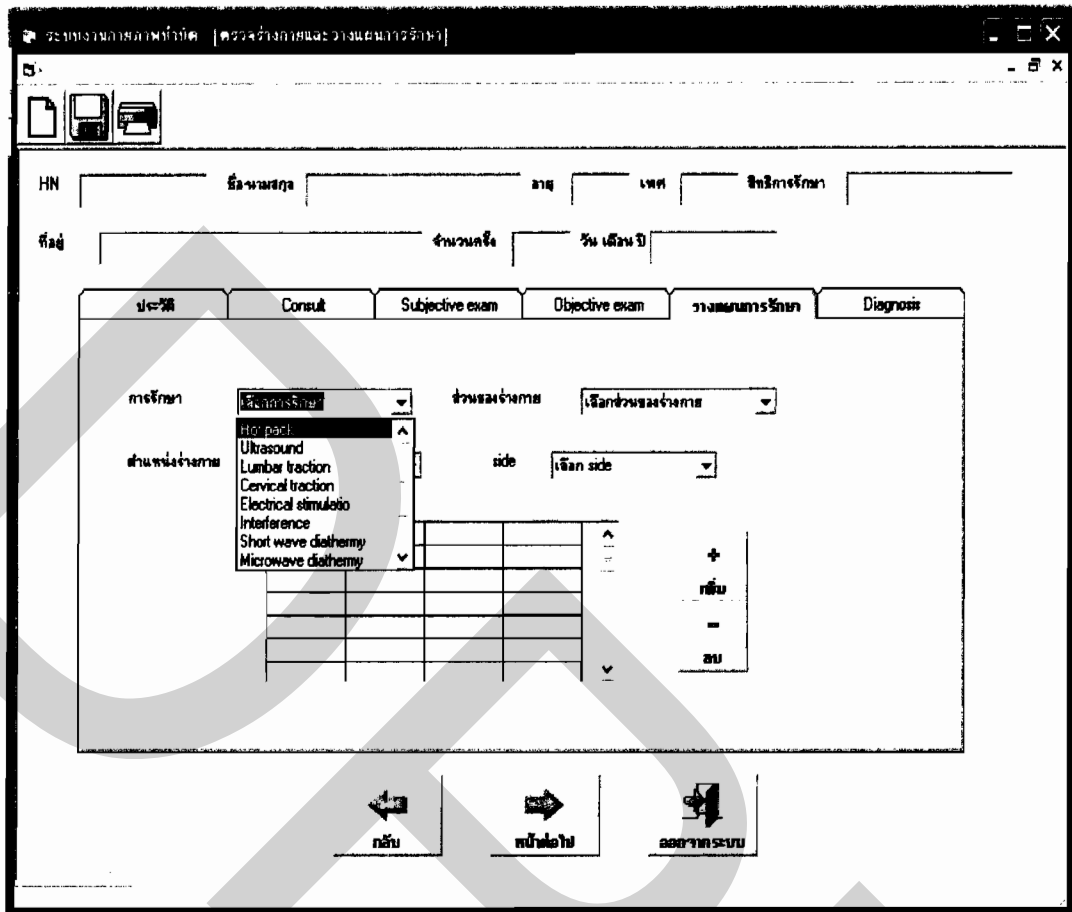 ระบบงานกายภาพบำบัด - [ตรวจร่างกายและวางแผนการรักษา]
HN ชื่อ-นามสกุล อายุ เพศ สิทธิการรักษา
ที่อยู่ จำนวนครั้ง วัน เดือน ปี
ประวัติ Consult Subjective exam Objective exam วางแผนการรักษา Diagnosis
การรักษา เลือกการรักษา ส่วนของร่างกาย เลือกส่วนของร่างกาย
Hot pack
Ultrasound
ตำแหน่งร่างกาย side เลือก side
Lumbar traction
Cervical traction
Electrical stimulatio
Interference
Short wave diathermy
Microwave diathermy
+
เพิ่ม
-
ลบ
กลับ หน้าต่อไป ออกจากระบบ